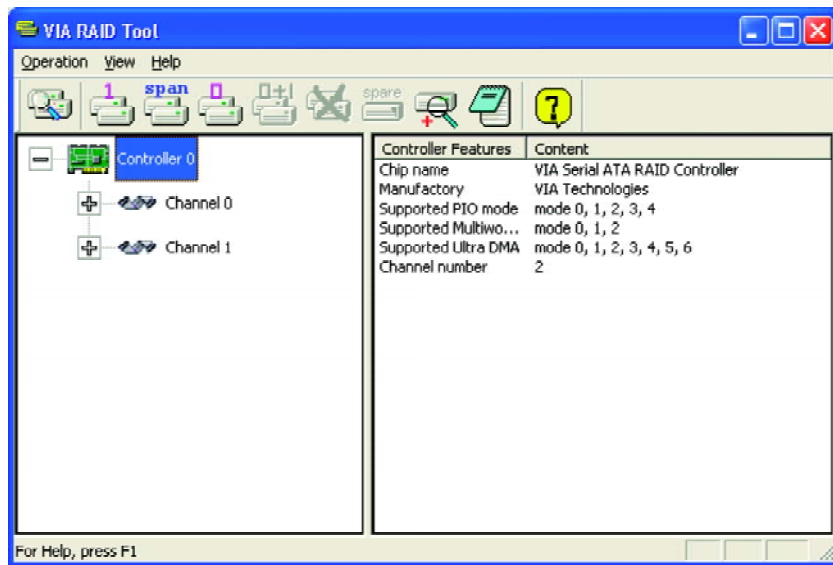 VIA RAID Tool
Operation View Help
1 span 0 0+1 spare ?
Controller 0
Channel 0
Channel 1
Controller Features Content
Chip name VIA Serial ATA RAID Controller
Manufactory VIA Technologies
Supported PIO mode mode 0, 1, 2, 3, 4
Supported Multiwo... mode 0, 1, 2
Supported Ultra DMA mode 0, 1, 2, 3, 4, 5, 6
Channel number 2
For Help, press F1